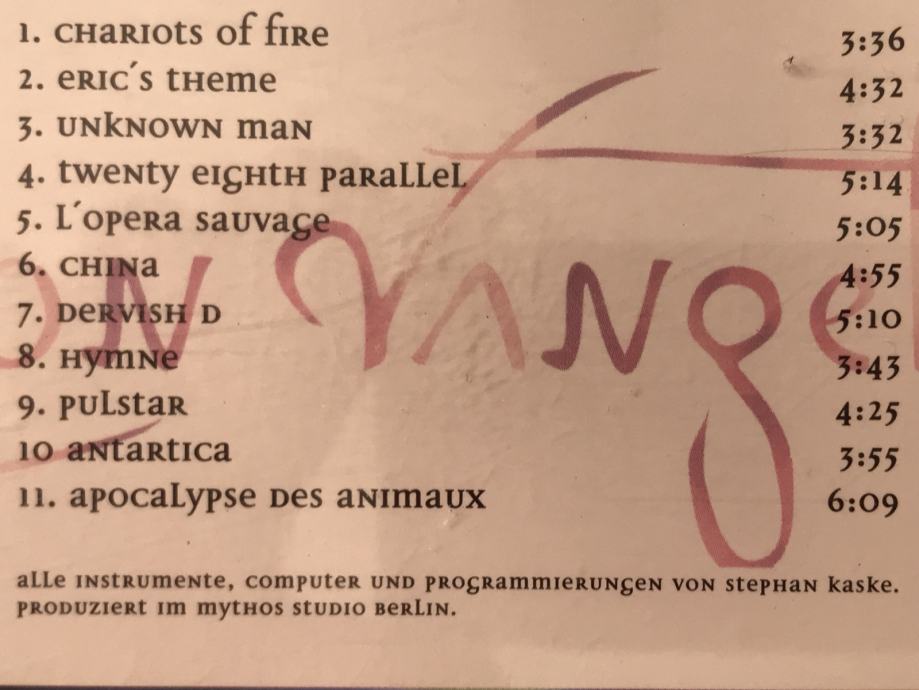 1. Chariots of Fire 3:36
2. Eric´s Theme 4:32
3. Unknown Man 3:32
4. Twenty Eighth Parallel 5:14
5. L´Opera Sauvage 5:05
6. China 4:55
7. Dervish D 5:10
8. Hymne 3:43
9. Pulstar 4:25
10 Antartica 3:55
11. Apocalypse des Animaux 6:09
on Vangel
Alle Instrumente, Computer und Programmierungen von Stephan Kaske.
Produziert im Mythos Studio Berlin.